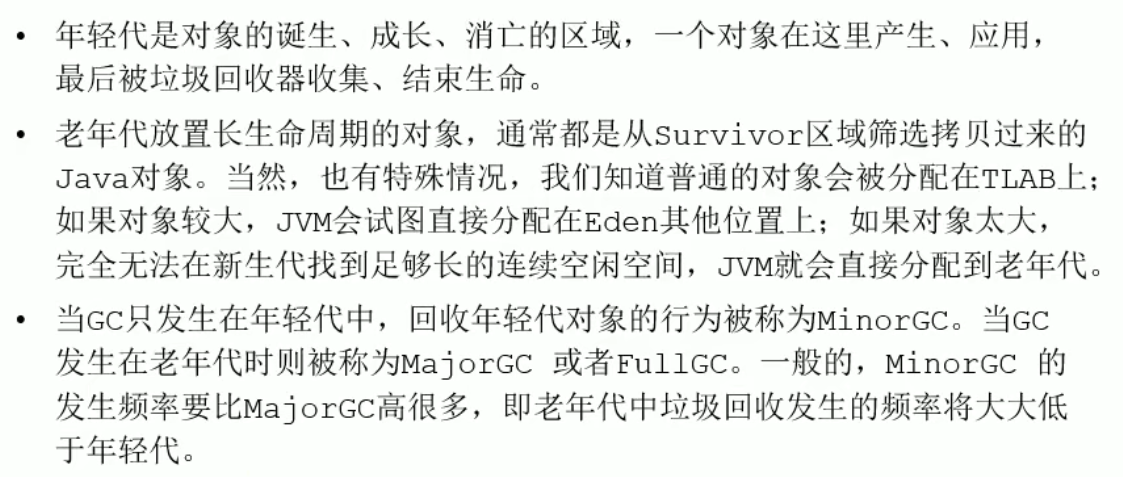 • 年轻代是对象的诞生、成长、消亡的区域，一个对象在这里产生、应用，
最后被垃圾回收器收集、结束生命。
• 老年代放置长生命周期的对象，通常都是从Survivor区域筛选拷贝过来的
Java对象。当然，也有特殊情况，我们知道普通的对象会被分配在TLAB上；
如果对象较大，JVM会试图直接分配在Eden其他位置上；如果对象太大，
完全无法在新生代找到足够长的连续空闲空间，JVM就会直接分配到老年代。
• 当GC只发生在年轻代中，回收年轻代对象的行为被称为MinorGC。当GC
发生在老年代时则被称为MajorGC 或者FullGC。一般的，MinorGC 的
发生频率要比MajorGC高很多，即老年代中垃圾回收发生的频率将大大低
于年轻代。